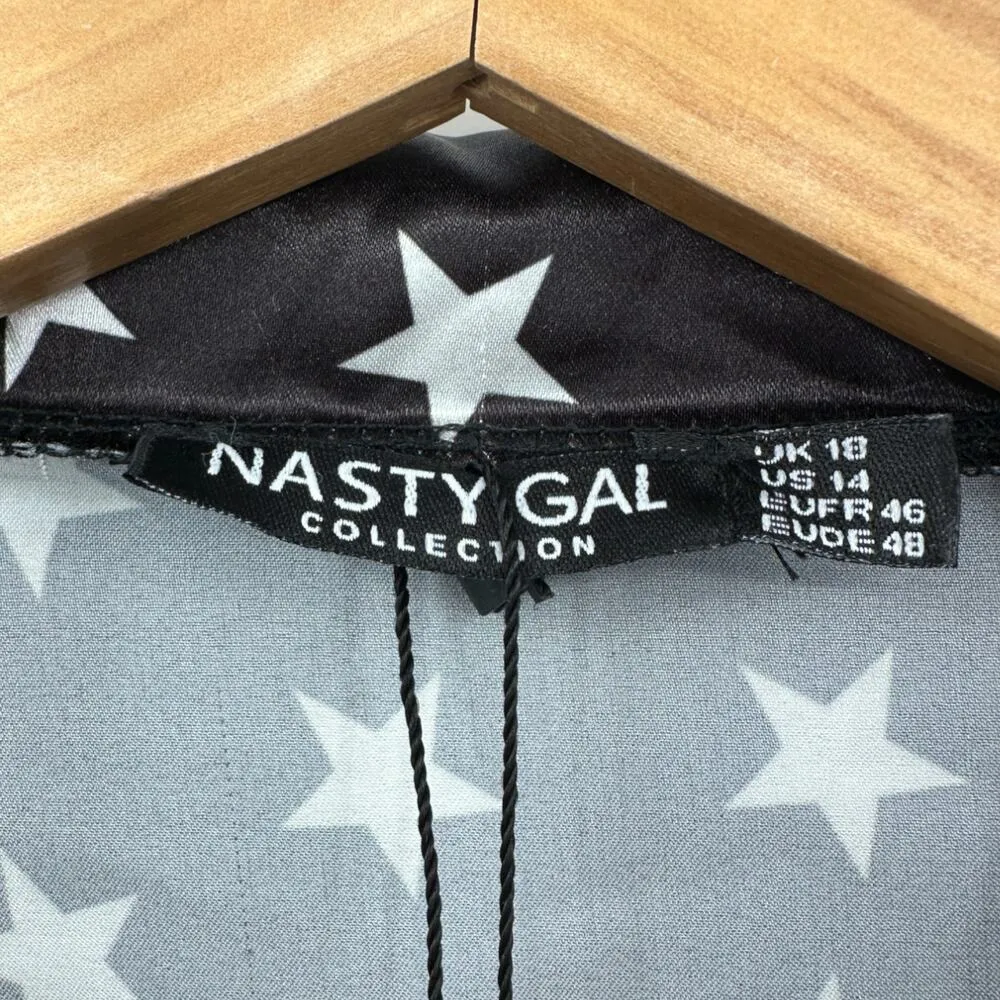 NASTY GAL
COLLECTION
UK 18
US 14
EUFR 46
EUDE 48